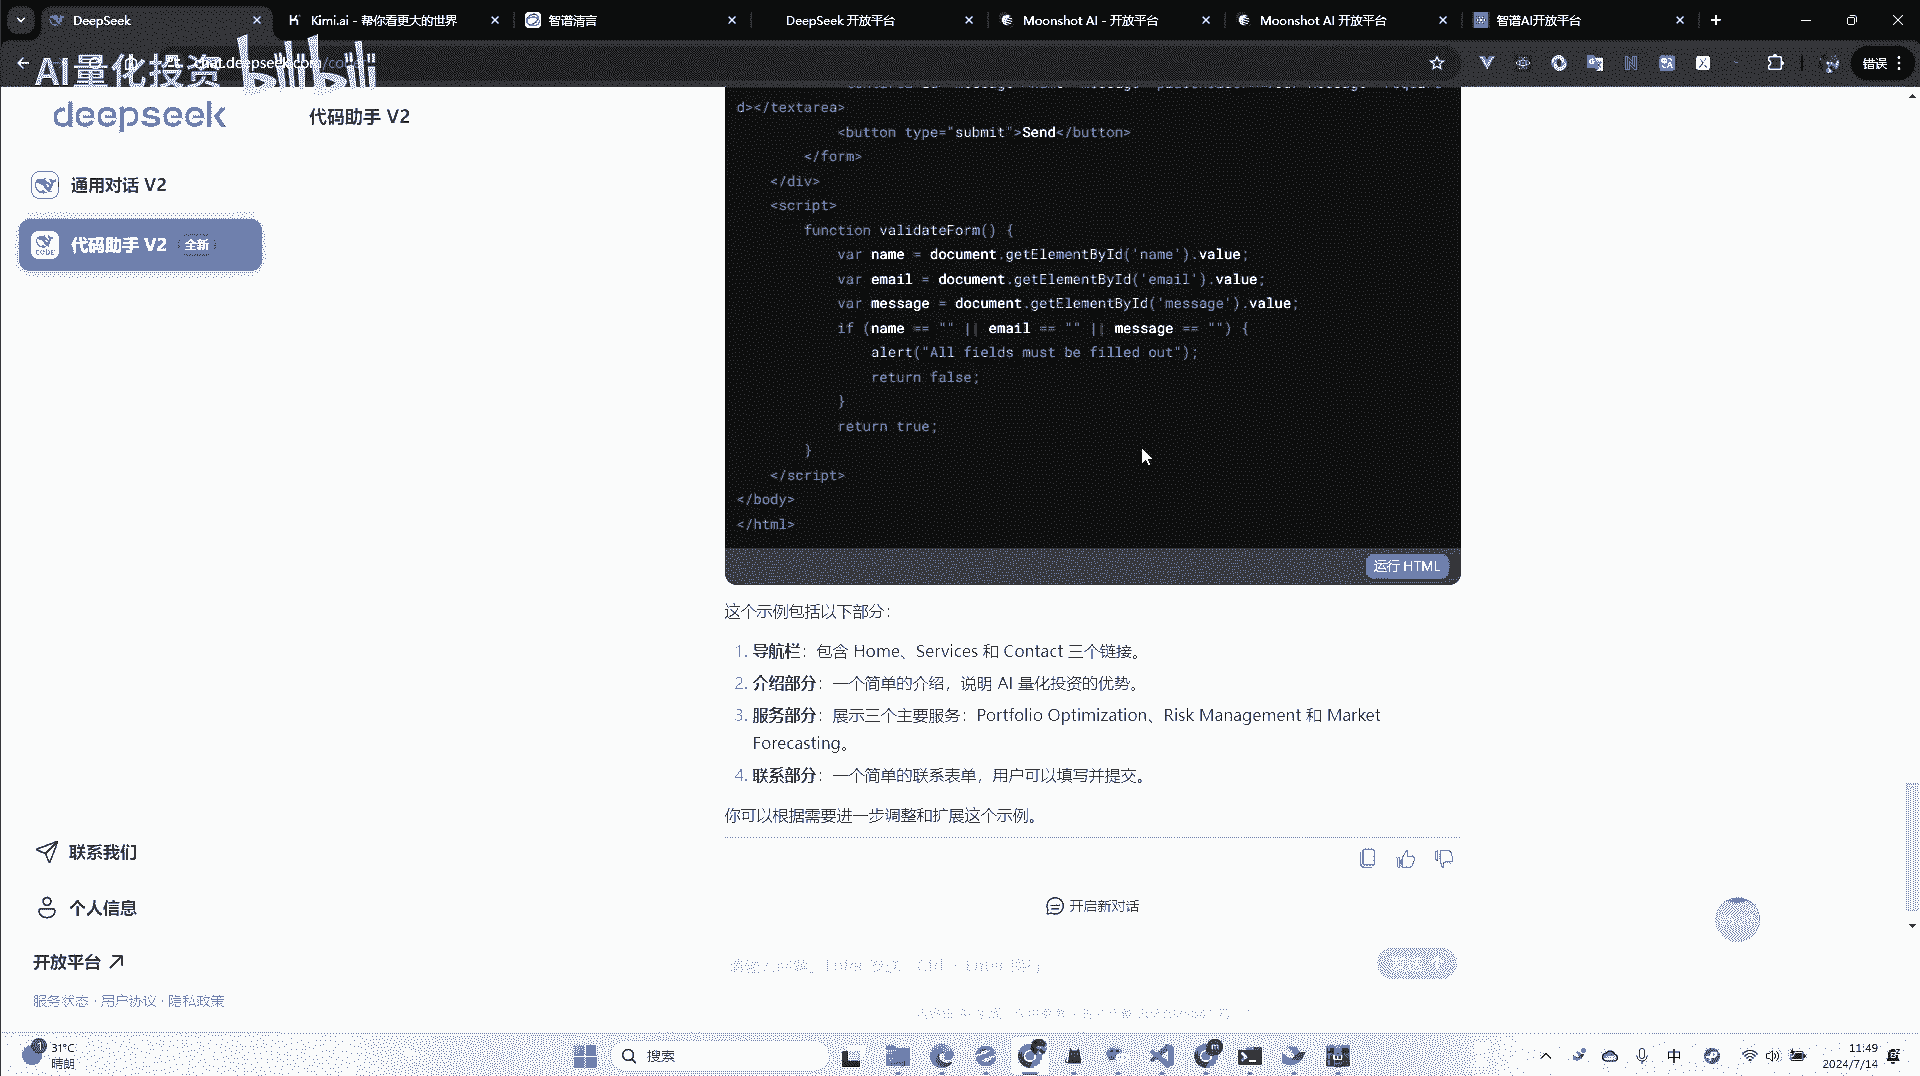 DeepSeek
Kimi.ai - 帮你看更大的世界
智谱清言
DeepSeek 开放平台
Moonshot AI - 开放平台
Moonshot AI 开放平台
智谱AI开放平台
AI量化投资 bilibili
chat.deepseek.com/co
错误
deepseek
代码助手 V2
通用对话 V2
代码助手 V2 全新
d></textarea>
<button type="submit">Send</button>
</form>
</div>
<script>
function validateForm() {
var name = document.getElementById('name').value;
var email = document.getElementById('email').value;
var message = document.getElementById('message').value;
if (name == "" || email == "" || message == "") {
alert("All fields must be filled out");
return false;
}
return true;
}
</script>
</body>
</html>
运行 HTML
这个示例包括以下部分：
1. 导航栏：包含 Home、Services 和 Contact 三个链接。
2. 介绍部分：一个简单的介绍，说明 AI 量化投资的优势。
3. 服务部分：展示三个主要服务：Portfolio Optimization、Risk Management 和 Market
Forecasting。
4. 联系部分：一个简单的联系表单，用户可以填写并提交。
你可以根据需要进一步调整和扩展这个示例。
开启新对话
联系我们
个人信息
开放平台
服务状态 · 用户协议 · 隐私政策
31°C
晴朗
搜索
中
11:49
2024/7/14